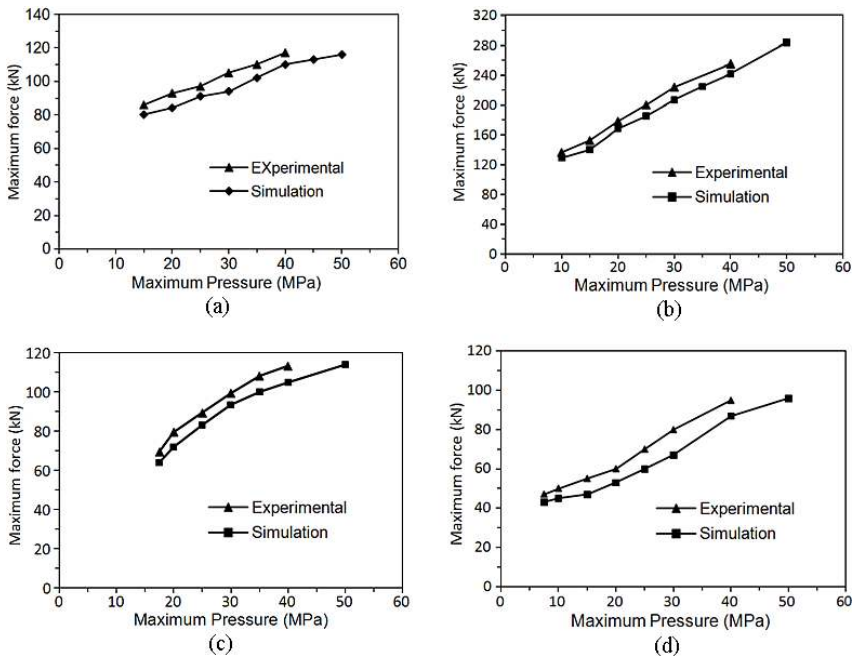 140
120
100
80
60
40
20
0
Maximum force (kN)
EXperimental
Simulation
0 10 20 30 40 50 60
Maximum Pressure (MPa)
(a)
320
280
240
200
160
120
80
40
0
Maximum force (kN)
Experimental
Simulation
0 10 20 30 40 50 60
Maximum Pressure (MPa)
(b)
120
100
80
60
40
20
0
Maximum force (kN)
Experimental
Simulation
0 10 20 30 40 50 60
Maximum Pressure (MPa)
(c)
120
100
80
60
40
20
0
Maximum force (kN)
Experimental
Simulation
0 10 20 30 40 50 60
Maximum Pressure (MPa)
(d)